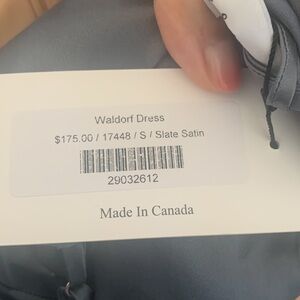 Waldorf Dress
$175.00 / 17448 / S / Slate Satin
29032612
Made In Canada